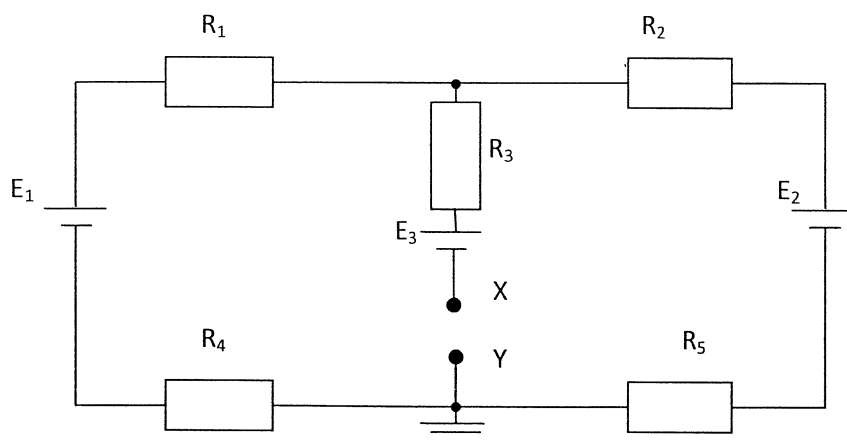 R₁
R₂
R₃
E₁
E₂
E₃
X
R₄
Y
R₅